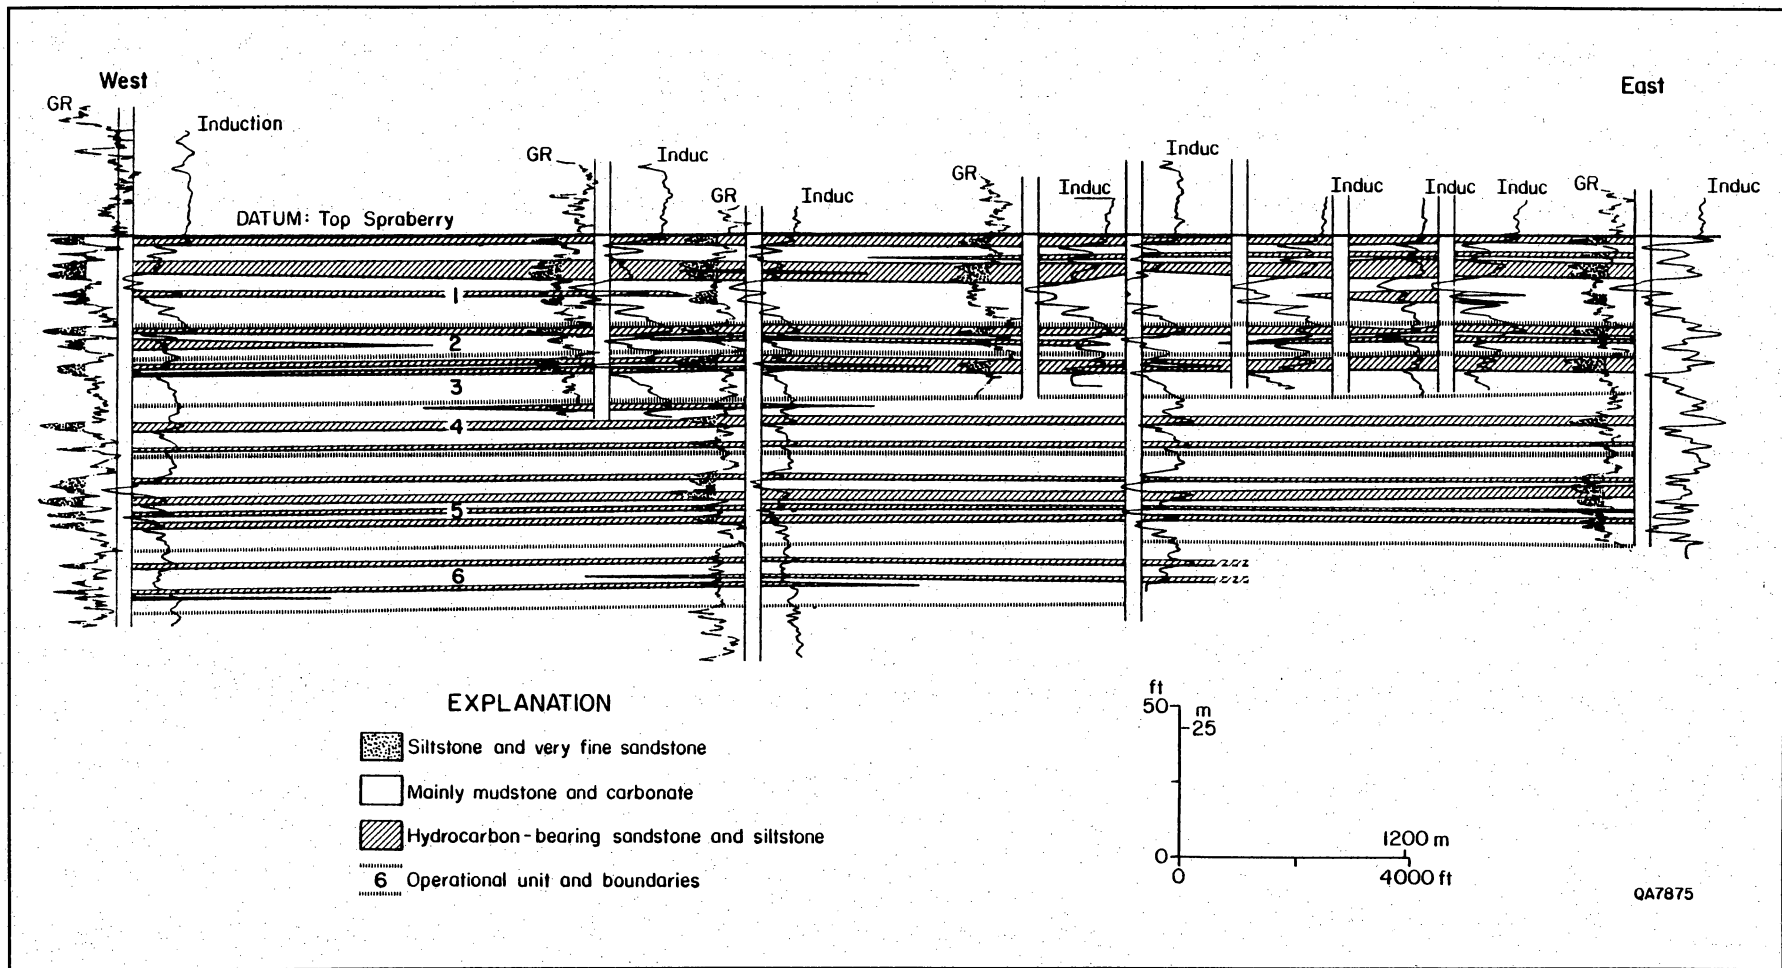 West
East
GR
Induction
GR
Induc
GR
Induc
GR
Induc
Induc
Induc
Induc
Induc
GR
Induc
DATUM: Top Spraberry
1
2
3
4
5
6
EXPLANATION
Siltstone and very fine sandstone
Mainly mudstone and carbonate
Hydrocarbon-bearing sandstone and siltstone
6 Operational unit and boundaries
ft
50
m
25
0
1200 m
0
4000 ft
QA7875